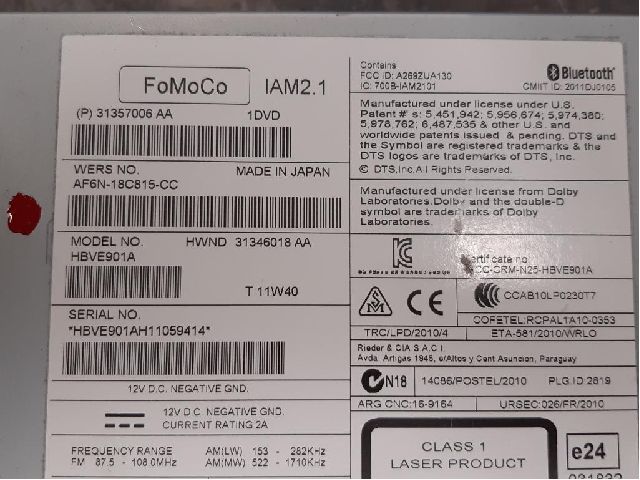 FoMoCo IAM2.1
(P) 31357006 AA 1DVD
WERS NO. MADE IN JAPAN
AF6N-18C815-CC
MODEL NO. HWND 31346018 AA
HBVE901A
T 11W40
SERIAL NO.
*HBVE901AH11059414*
12V D.C. NEGATIVE GND.
12V D.C. NEGATIVE GND
CURRENT RATING 2A
FREQUENCY RANGE AM(LW) 153 - 282KHz
FM 87.5 - 108.0MHz AM(MW) 522 - 1710KHz
Contains
FCC ID: A269ZUA130
IC: 700B-IAM2101
Bluetooth
CMIIT ID: 2011DJ0105
Manufactured under license under U.S.
Patent #'s: 5,451,942; 5,956,674; 5,974,380;
5,978,762; 6,487,535 & other U.S. and
worldwide patents issued & pending. DTS and
the Symbol are registered trademarks & the
DTS logos are trademarks of DTS, Inc.
© DTS,Inc.All Rights Reserved.
Manufactured under license from Dolby
Laboratories.Dolby and the double-D
symbol are trademarks of Dolby
Laboratories.
no
HBVE901A
CE
CCAB10LP0230T7
COFETEL:RCPAL1A10-0353
TRC/LPD/2010/4 ETA-581/2010/WRLO
Rieder & CIA S.A.C.I.
Avda. Artigas 1945, c/Altos y Cent Asuncion, Paraguay
N18 14086/POSTEL/2010 PLG.ID:2819
ARG CNC:16-9164 URSEC:026/FR/2010
CLASS 1
LASER PRODUCT
e24